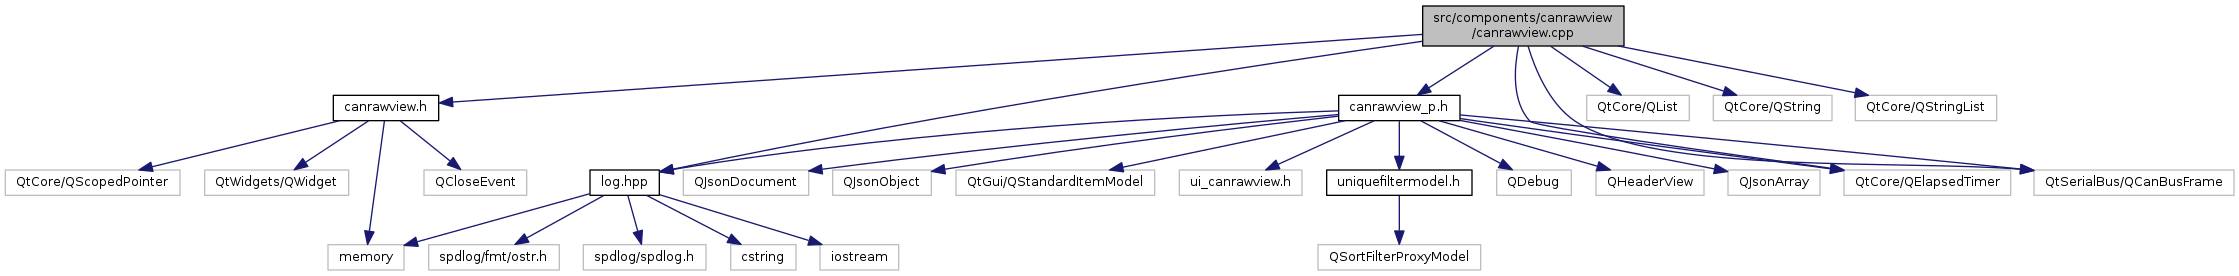 src/components/canrawview
/canrawview.cpp
canrawview.h
canrawview_p.h
QtCore/QList
QtCore/QString
QtCore/QStringList
QtCore/QScopedPointer
QtWidgets/QWidget
QCloseEvent
log.hpp
QJsonDocument
QJsonObject
QtGui/QStandardItemModel
ui_canrawview.h
uniquefiltermodel.h
QDebug
QHeaderView
QJsonArray
QtCore/QElapsedTimer
QtSerialBus/QCanBusFrame
memory
spdlog/fmt/ostr.h
spdlog/spdlog.h
cstring
iostream
QSortFilterProxyModel